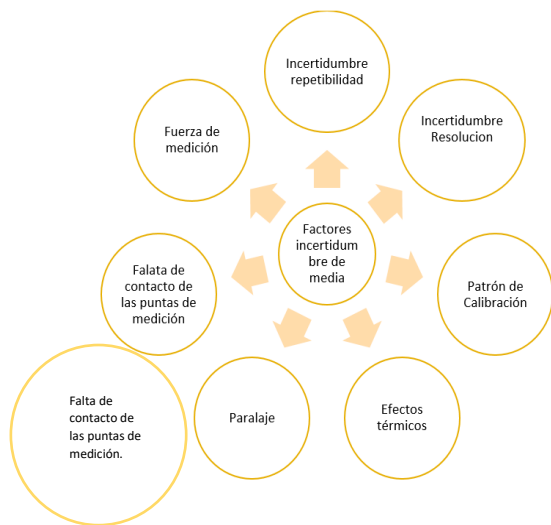 Incertidumbre
repetibilidad
Incertidumbre
Resolucion
Fuerza de
medición
Factores
incertidum
bre de
media
Falata de
contacto de
las puntas de
medición
Patrón de
Calibración
Falta de
contacto de
las puntas de
medición.
Paralaje
Efectos
térmicos